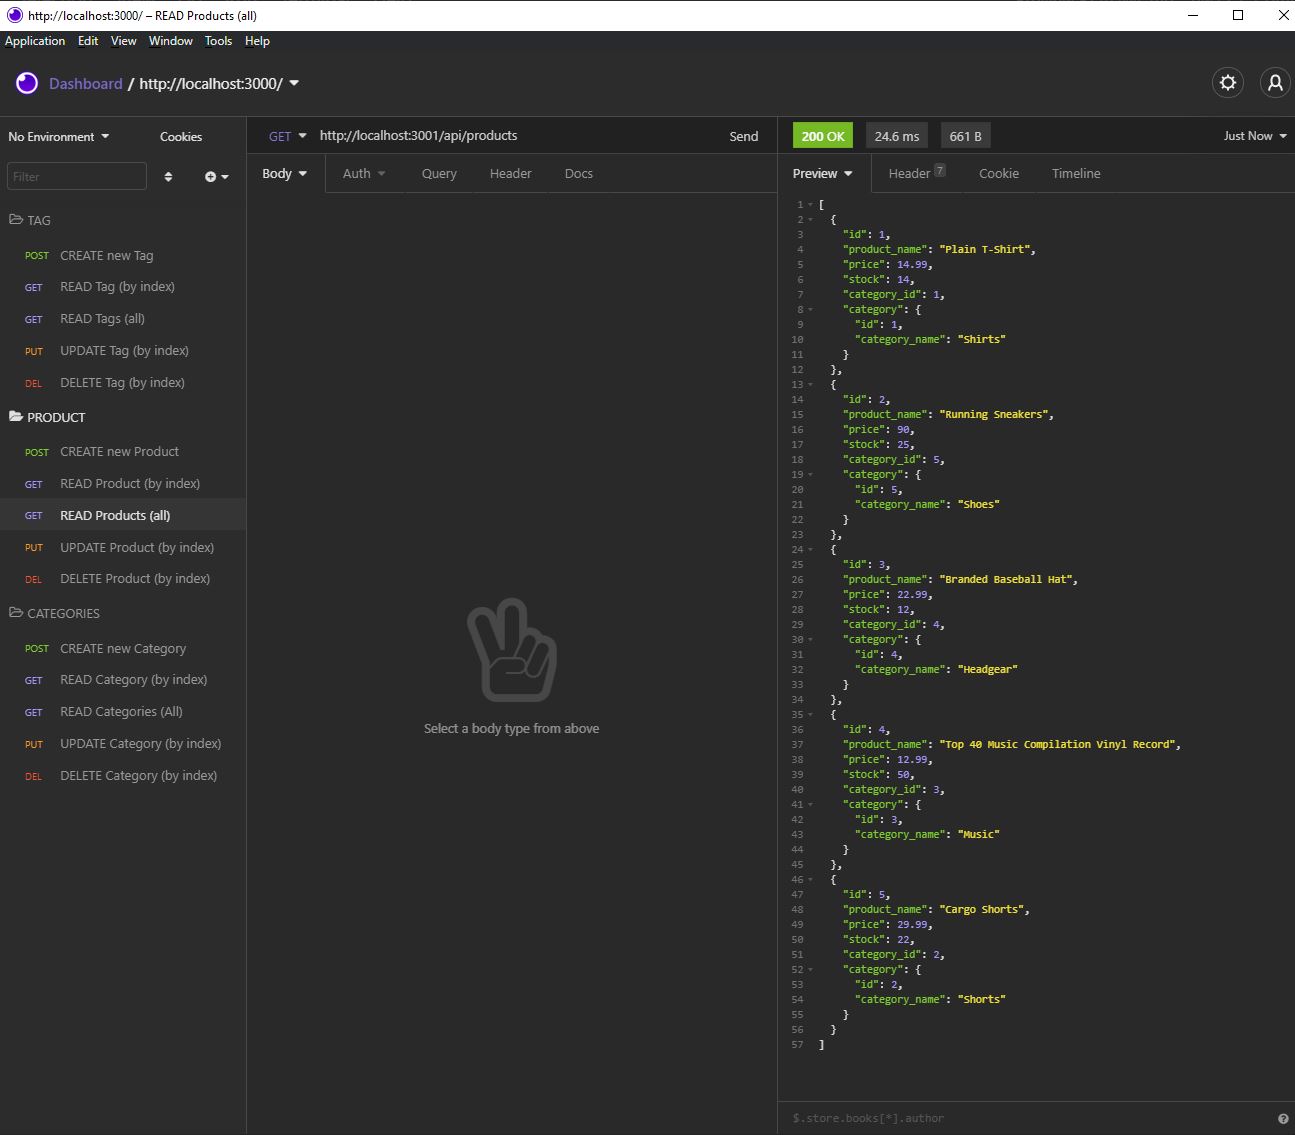 http://localhost:3000/ – READ Products (all)
Application Edit View Window Tools Help
Dashboard / http://localhost:3000/
No Environment Cookies
Filter
TAG
POST CREATE new Tag
GET READ Tag (by index)
GET READ Tags (all)
PUT UPDATE Tag (by index)
DEL DELETE Tag (by index)
PRODUCT
POST CREATE new Product
GET READ Product (by index)
GET READ Products (all)
PUT UPDATE Product (by index)
DEL DELETE Product (by index)
CATEGORIES
POST CREATE new Category
GET READ Category (by index)
GET READ Categories (All)
PUT UPDATE Category (by index)
DEL DELETE Category (by index)
GET http://localhost:3001/api/products Send
Body Auth Query Header Docs
Select a body type from above
200 OK 24.6 ms 661 B Just Now
Preview Header 7 Cookie Timeline
1 [
2 {
3 "id": 1,
4 "product_name": "Plain T-Shirt",
5 "price": 14.99,
6 "stock": 14,
7 "category_id": 1,
8 "category": {
9 "id": 1,
10 "category_name": "Shirts"
11 }
12 },
13 {
14 "id": 2,
15 "product_name": "Running Sneakers",
16 "price": 90,
17 "stock": 25,
18 "category_id": 5,
19 "category": {
20 "id": 5,
21 "category_name": "Shoes"
22 }
23 },
24 {
25 "id": 3,
26 "product_name": "Branded Baseball Hat",
27 "price": 22.99,
28 "stock": 12,
29 "category_id": 4,
30 "category": {
31 "id": 4,
32 "category_name": "Headgear"
33 }
34 },
35 {
36 "id": 4,
37 "product_name": "Top 40 Music Compilation Vinyl Record",
38 "price": 12.99,
39 "stock": 50,
40 "category_id": 3,
41 "category": {
42 "id": 3,
43 "category_name": "Music"
44 }
45 },
46 {
47 "id": 5,
48 "product_name": "Cargo Shorts",
49 "price": 29.99,
50 "stock": 22,
51 "category_id": 2,
52 "category": {
53 "id": 2,
54 "category_name": "Shorts"
55 }
56 }
57 ]
$.store.books[*].author